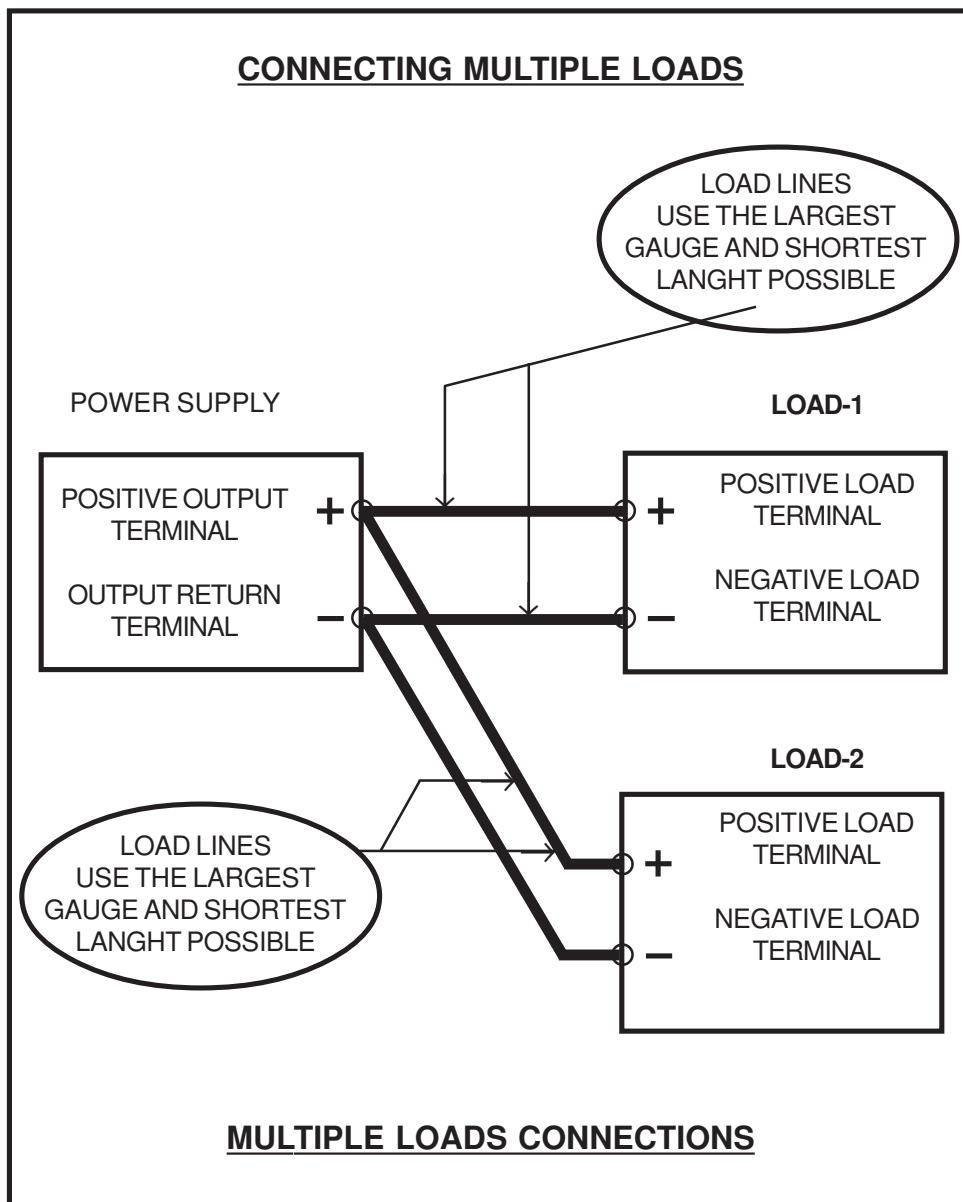 CONNECTING MULTIPLE LOADS
LOAD LINES
USE THE LARGEST
GAUGE AND SHORTEST
LANGHT POSSIBLE
POWER SUPPLY
POSITIVE OUTPUT
TERMINAL
+
OUTPUT RETURN
TERMINAL
−
LOAD-1
+
POSITIVE LOAD
TERMINAL
−
NEGATIVE LOAD
TERMINAL
LOAD-2
+
POSITIVE LOAD
TERMINAL
−
NEGATIVE LOAD
TERMINAL
LOAD LINES
USE THE LARGEST
GAUGE AND SHORTEST
LANGHT POSSIBLE
MULTIPLE LOADS CONNECTIONS